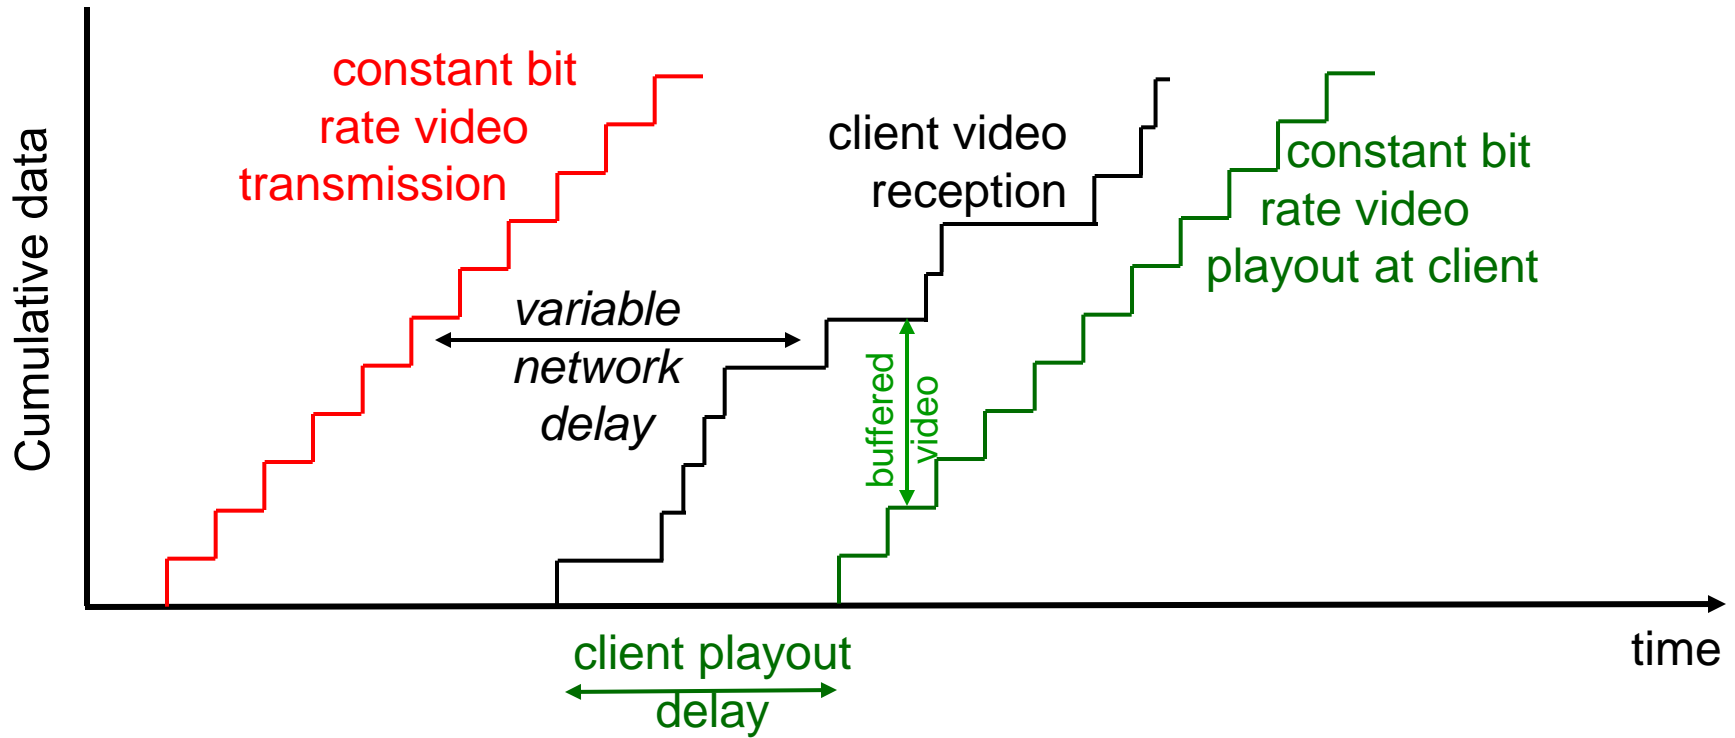 constant bit
rate video
transmission
client video
reception
constant bit
rate video
playout at client
Cumulative data
variable
network
delay
buffered
video
time
client playout
delay